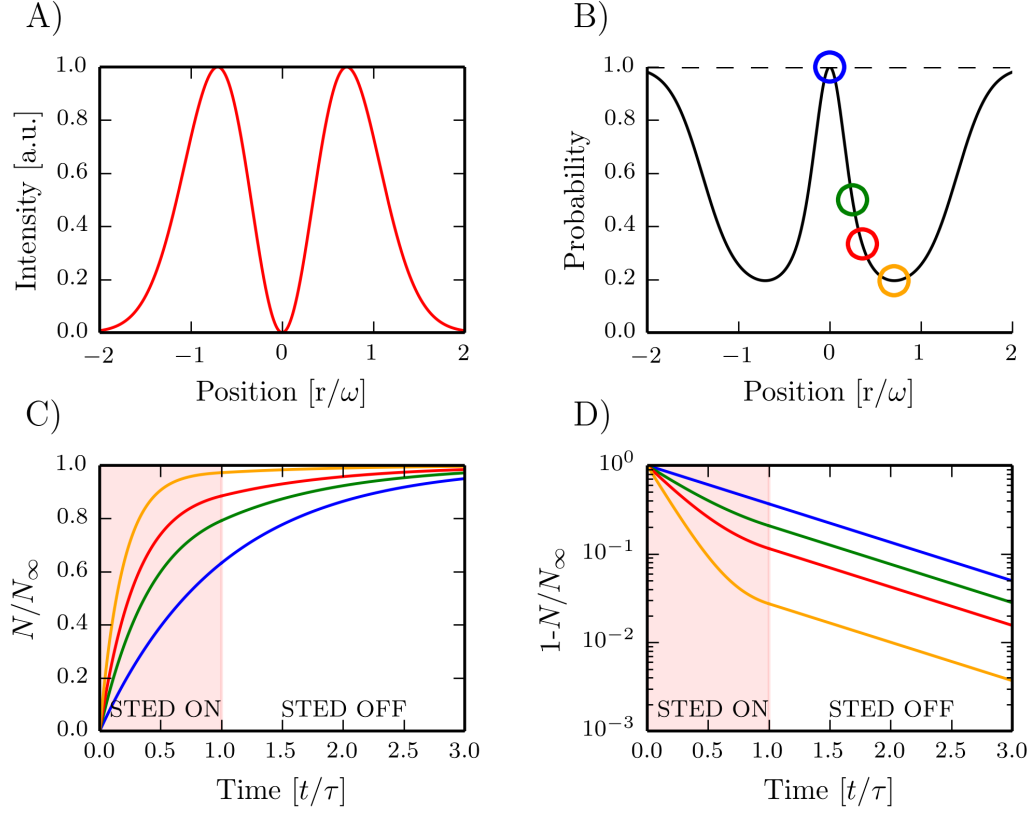 A)
Intensity [a.u.]
1.0
0.8
0.6
0.4
0.2
0.0
−2
−1
0
1
2
Position [r/ω]
B)
Probability
1.0
0.8
0.6
0.4
0.2
0.0
−2
−1
0
1
2
Position [r/ω]
C)
N/N∞
1.0
0.8
0.6
0.4
0.2
0.0
STED ON
STED OFF
0.0
0.5
1.0
1.5
2.0
2.5
3.0
Time [t/τ]
D)
1-N/N∞
10⁰
10⁻¹
10⁻²
10⁻³
STED ON
STED OFF
0.0
0.5
1.0
1.5
2.0
2.5
3.0
Time [t/τ]